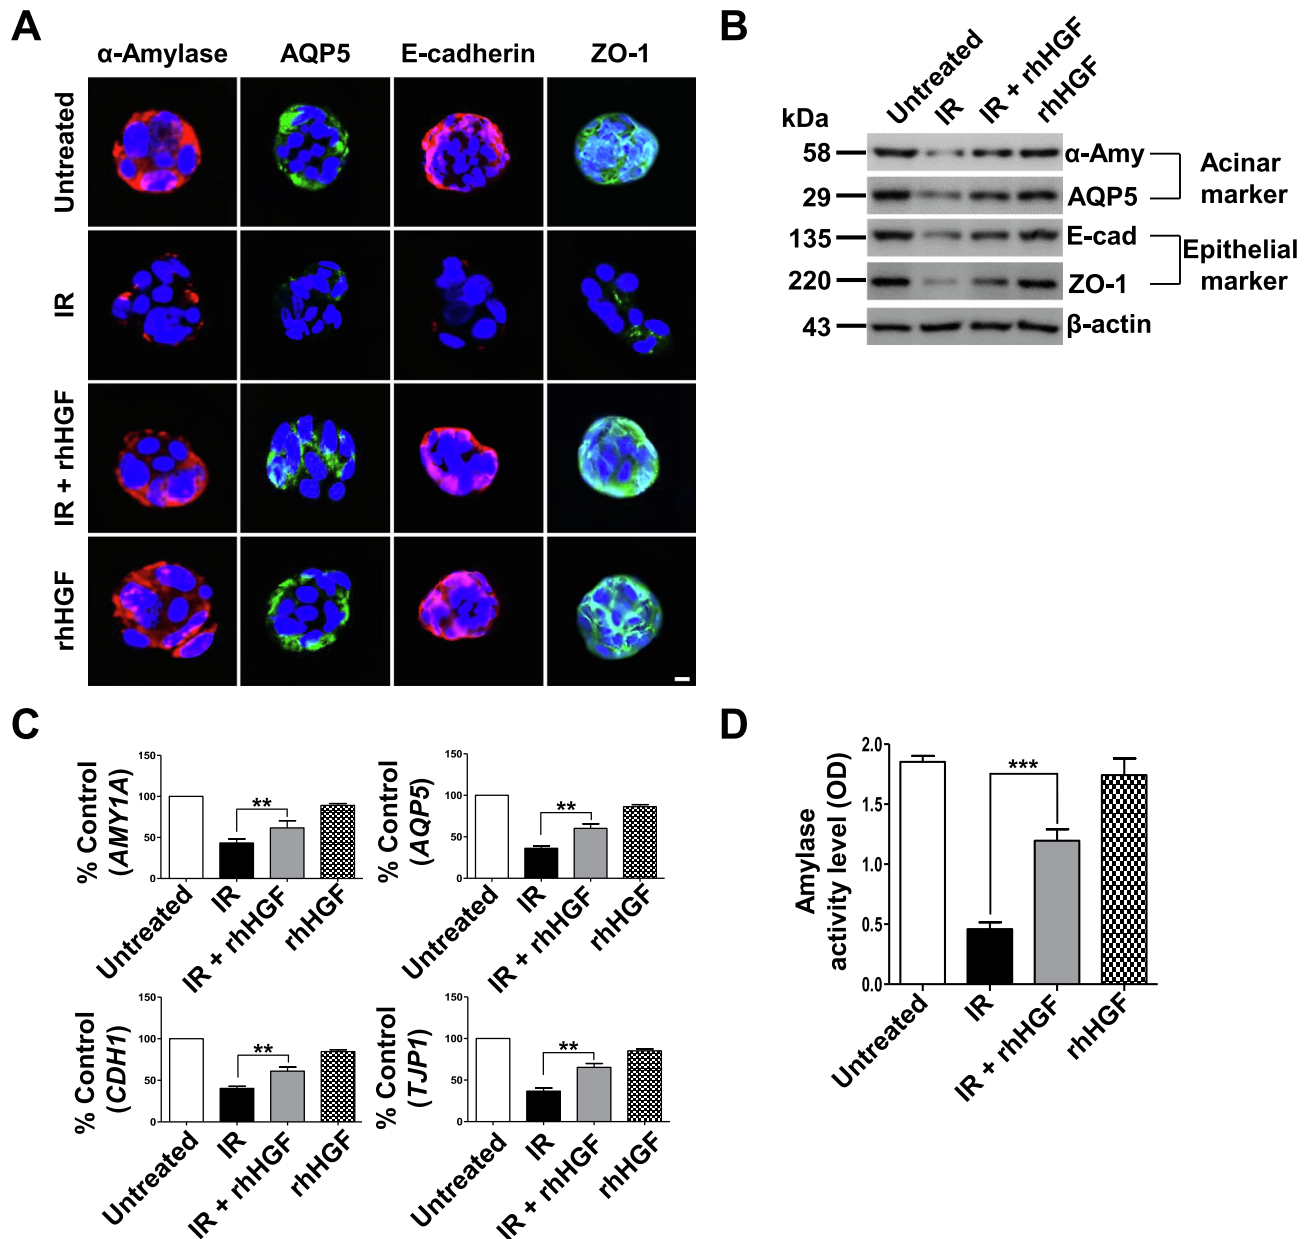 A
α-Amylase AQP5 E-cadherin ZO-1
Untreated
IR
IR + rhHGF
rhHGF
B
Untreated IR IR + rhHGF rhHGF
kDa
58 α-Amy
29 AQP5
Acinar
marker
135 E-cad
220 ZO-1
Epithelial
marker
43 β-actin
C
% Control
(AMY1A)
150
100
50
0
**
Untreated IR IR + rhHGF rhHGF
% Control
(AQP5)
150
100
50
0
**
Untreated IR IR + rhHGF rhHGF
% Control
(CDH1)
150
100
50
0
**
Untreated IR IR + rhHGF rhHGF
% Control
(TJP1)
150
100
50
0
**
Untreated IR IR + rhHGF rhHGF
D
Amylase
activity level (OD)
2.0
1.5
1.0
0.5
0.0
***
Untreated IR IR + rhHGF rhHGF